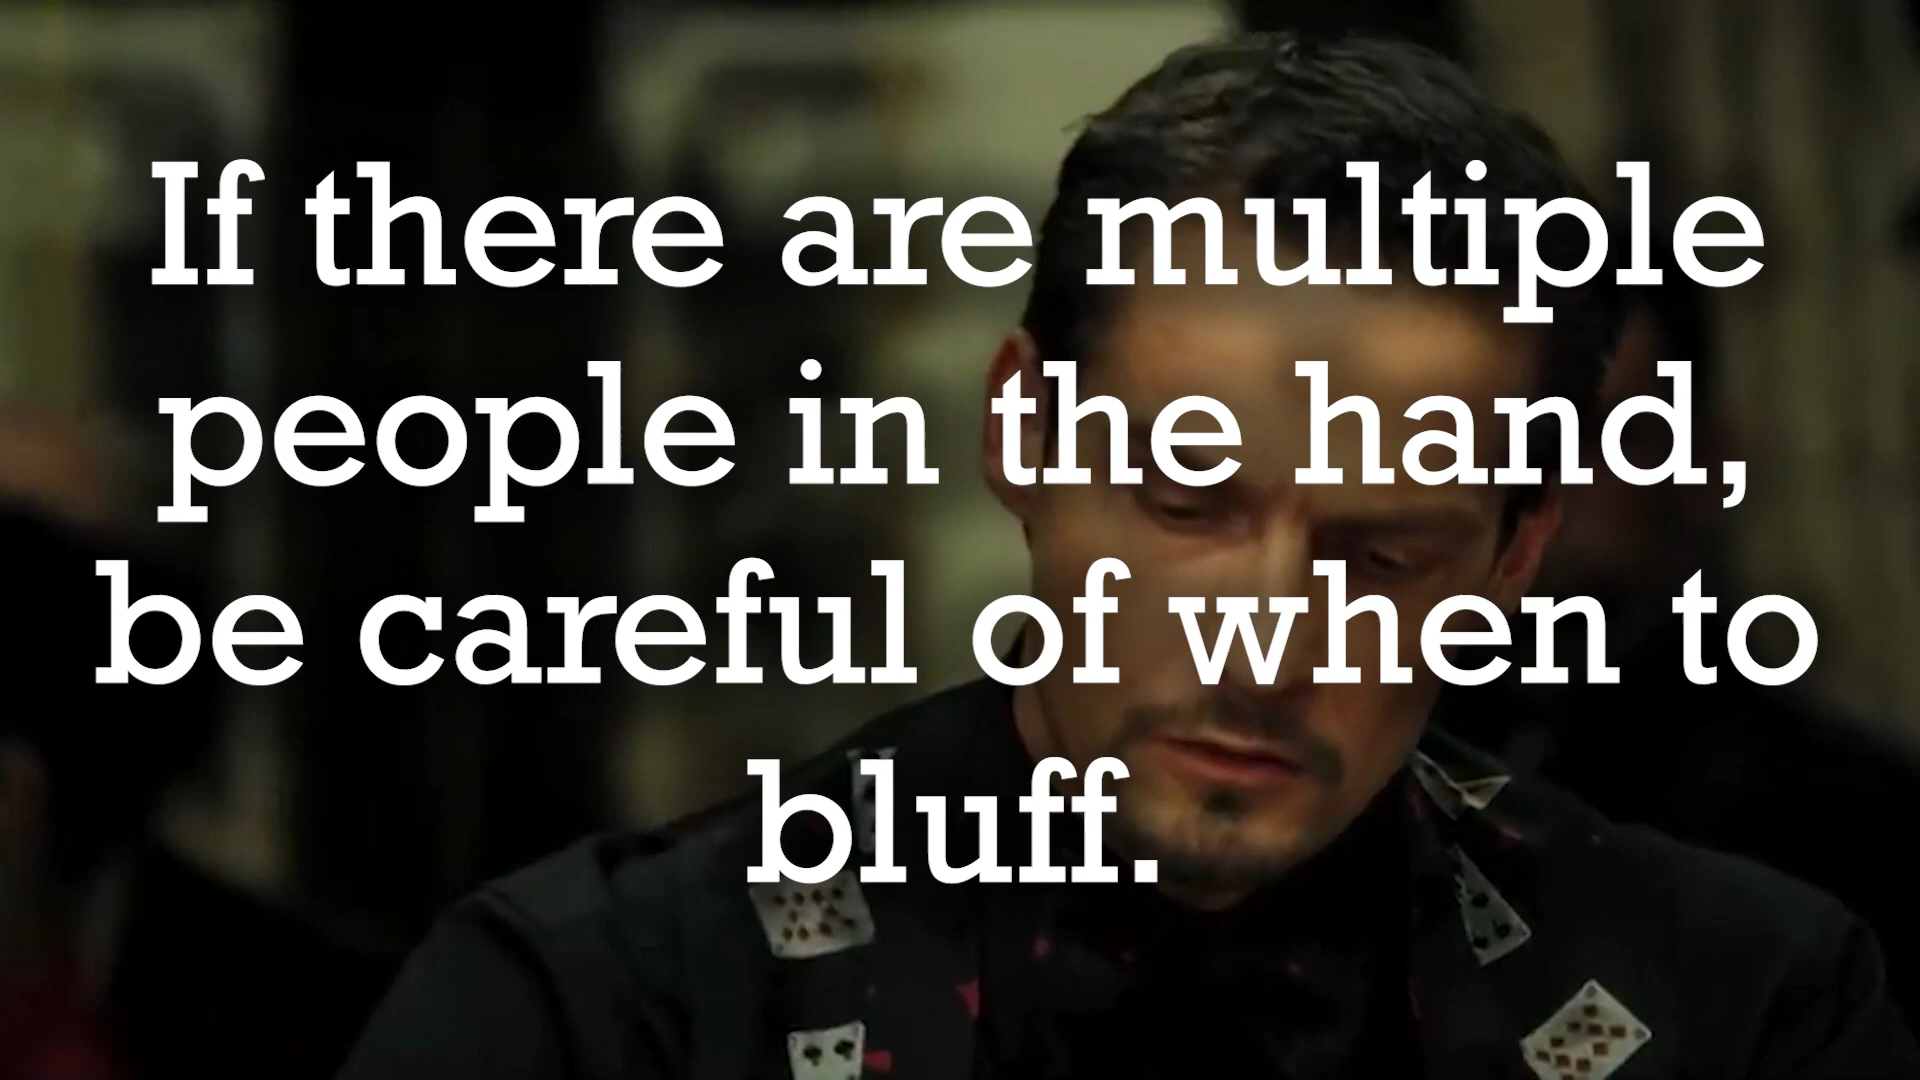 If there are multiple
people in the hand,
be careful of when to
bluff.